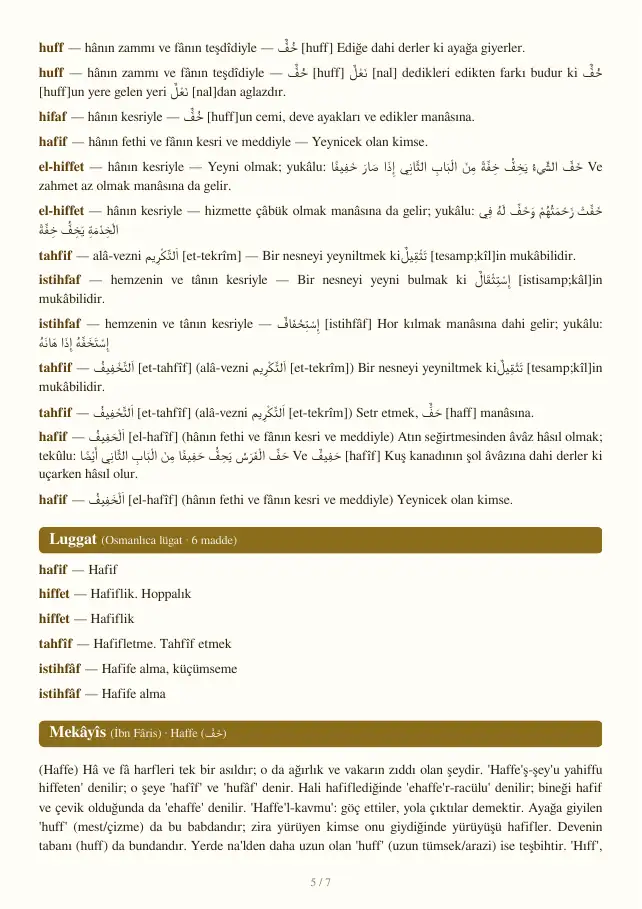 huff — hânın zammı ve fânın teşdîdiyle — خُفٌّ [huff] Ediğe dahi derler ki ayağa giyerler.
huff — hânın zammı ve fânın teşdîdiyle — خُفٌّ [huff] نَعْلٌ [nal] dedikleri edikten farkı budur ki خُفٌّ
[huff]un yere gelen yeri نَعْلٌ [nal]dan aglazdır.
hifaf — hânın kesriyle — خُفٌّ [huff]un cemi, deve ayakları ve edikler manâsına.
hafif — hânın fethi ve fânın kesri ve meddiyle — Yeynicek olan kimse.
el-hiffet — hânın kesriyle — Yeyni olmak; yukâlu: خَفَّ الشَّيءُ يَخِفُّ خِفَّةً مِنَ الْبَابِ الثَّانِي إِذَا صَارَ خَفِيفًا Ve
zahmet az olmak manâsına da gelir.
el-hiffet — hânın kesriyle — hizmette çâbük olmak manâsına da gelir; yukâlu: خَفَّتْ زَحْمَتُهُمْ وَخَفَّ لَهُ فِي
الْخِدْمَةِ يَخِفُّ خِفَّةً
tahfif — alâ-vezni اَلتَّكْرِيم [et-tekrîm] — Bir nesneyi yeyniltmek kiتَثْقِيلٌ [tesamp;kîl]in mukâbilidir.
istihfaf — hemzenin ve tânın kesriyle — Bir nesneyi yeyni bulmak ki إِسْتِثْقَالٌ [istisamp;kâl]in
mukâbilidir.
istihfaf — hemzenin ve tânın kesriyle — إِسْتِخْفافٌ [istihfâf] Hor kılmak manâsına dahi gelir; yukâlu:
إِسْتَخَفَّهُ إِذَا هَانَهُ
tahfif — اَلتَّخْفِيفُ [et-tahfîf] (alâ-vezni اَلتَّكْرِيم [et-tekrîm]) Bir nesneyi yeyniltmek kiتَثْقِيلٌ [tesamp;kîl]in
mukâbilidir.
tahfif — اَلتَّخْفِيفُ [et-tahfîf] (alâ-vezni اَلتَّكْرِيم [et-tekrîm]) Setr etmek, حَفٌّ [haff] manâsına.
hafif — اَلْحَفِيفُ [el-hafîf] (hânın fethi ve fânın kesri ve meddiyle) Atın seğirtmesinden âvâz hâsıl olmak;
tekûlu: حَفَّ الْفَرَسُ يَحِفُّ حَفِيفًا مِنَ الْبَابِ الثَّانِي أَيْضًا Ve حَفِيفٌ [hafîf] Kuş kanadının şol âvâzına dahi derler ki
uçarken hâsıl olur.
hafif — اَلْخَفِيفُ [el-hafîf] (hânın fethi ve fânın kesri ve meddiyle) Yeynicek olan kimse.
Luggat (Osmanlıca lügat · 6 madde)
hafif — Hafif
hiffet — Hafiflik. Hoppalık
hiffet — Hafiflik
tahfîf — Hafifletme. Tahfîf etmek
istihfâf — Hafife alma, küçümseme
istihfâf — Hafife alma
Mekâyîs (İbn Fâris) · Haffe (خَفَّ)
(Haffe) Hâ ve fâ harfleri tek bir asıldır; o da ağırlık ve vakarın zıddı olan şeydir. 'Haffe'ş-şey'u yahiffu
hiffeten' denilir; o şeye 'hafîf' ve 'hufâf' denir. Hali hafiflediğinde 'ehaffe'r-racülu' denilir; bineği hafif
ve çevik olduğunda da 'ehaffe' denilir. 'Haffe'l-kavmu': göç ettiler, yola çıktılar demektir. Ayağa giyilen
'huff' (mest/çizme) da bu babdandır; zira yürüyen kimse onu giydiğinde yürüyüşü hafifler. Devenin
tabanı (huff) da bundandır. Yerde na'lden daha uzun olan 'huff' (uzun tümsek/arazi) ise teşbihtir. 'Hıff',
5 / 7